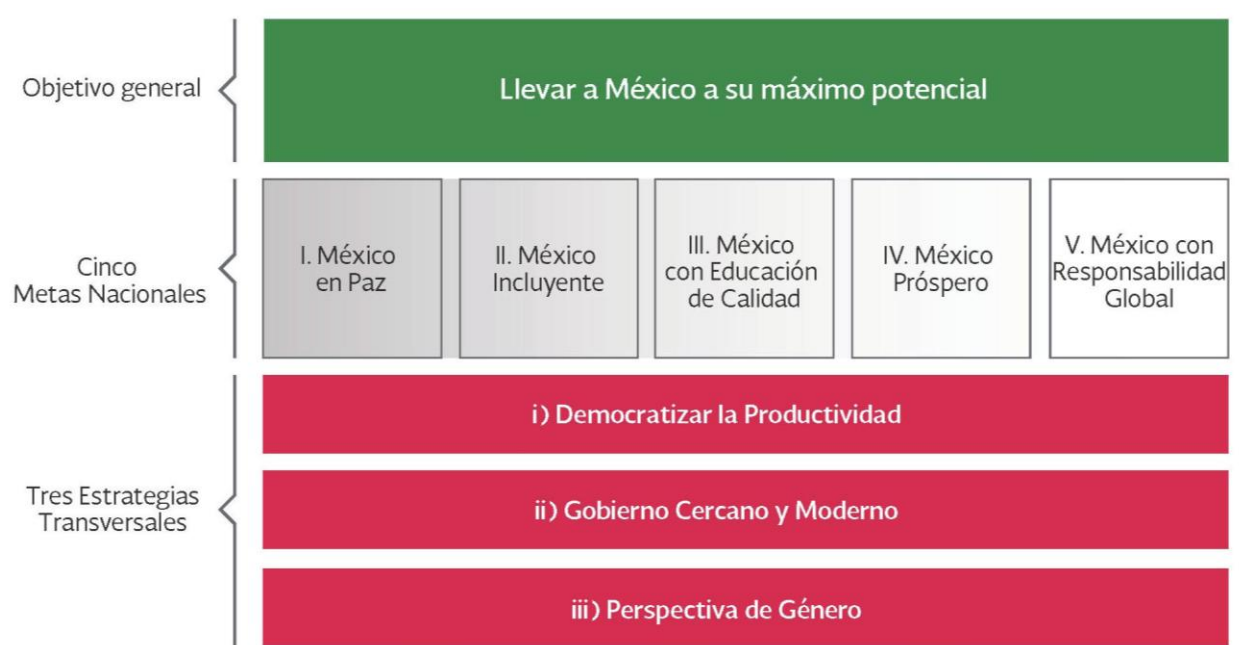 Objetivo general
Llevar a México a su máximo potencial
Cinco
Metas Nacionales
I. México
en Paz
II. México
Incluyente
III. México
con Educación
de Calidad
IV. México
Próspero
V. México con
Responsabilidad
Global
Tres Estrategias
Transversales
i) Democratizar la Productividad
ii) Gobierno Cercano y Moderno
iii) Perspectiva de Género